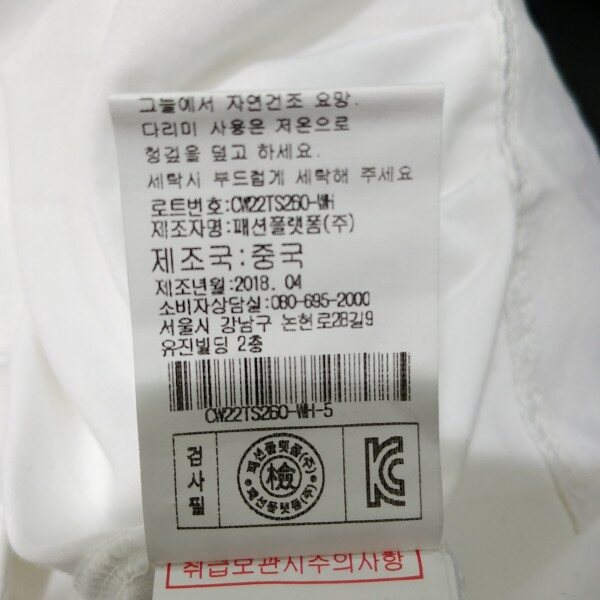 그늘에서 자연건조 요망.
다리미 사용은 저온으로
헝겊을 덮고 하세요.
세탁시 부드럽게 세탁해 주세요
로트번호:CW22TS260-WH
제조자명:패션플랫폼(주)
제조국:중국
제조년월:2018. 04
소비자상담실:080-695-2000
서울시 강남구 논현로28길9
유진빌딩 2층
CW22TS260-WH-5
검사필
패션플랫폼(주)
檢
패션플랫폼(주)
취급모관시주의사항